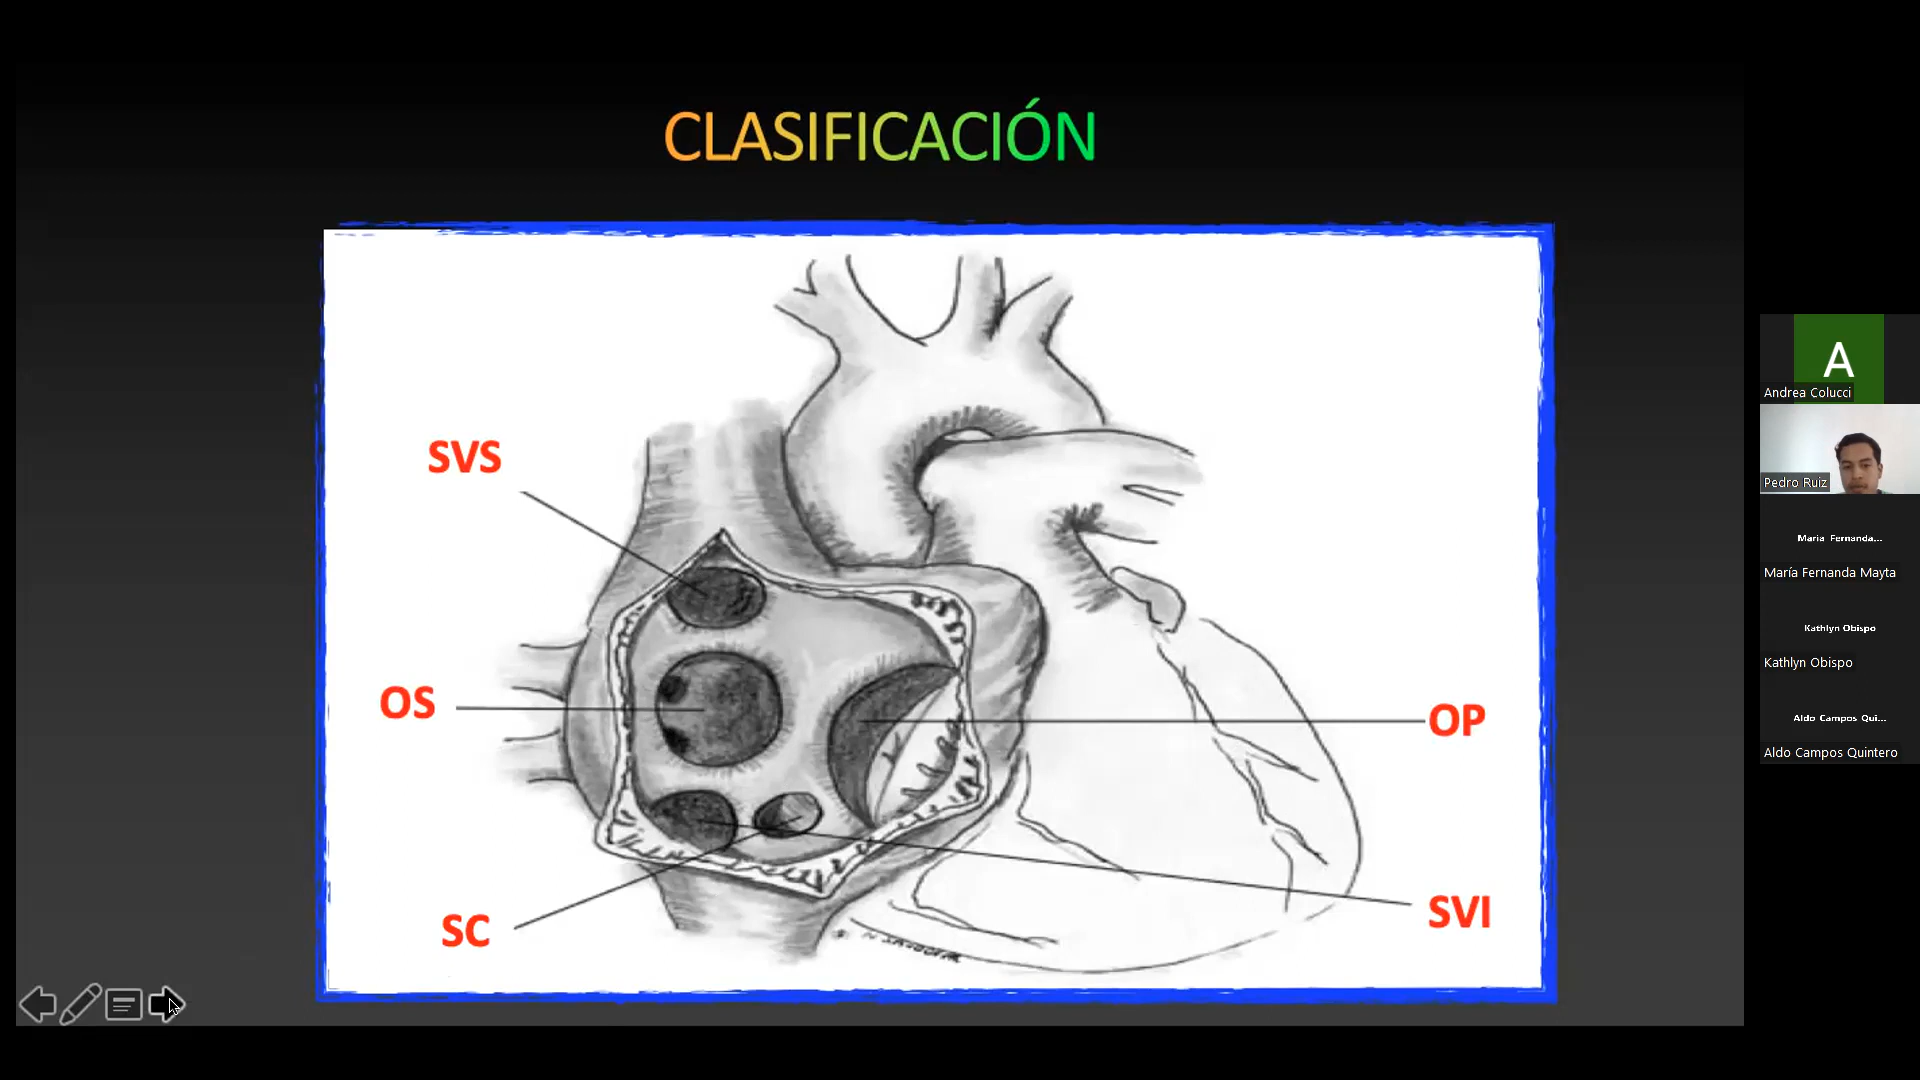 CLASIFICACIÓN
SVS
OS
OP
SC
SVI
A
Andrea Colucci
Pedro Ruiz
Maria Fernanda...
María Fernanda Mayta
Kathlyn Obispo
Kathlyn Obispo
Aldo Campos Qui...
Aldo Campos Quintero